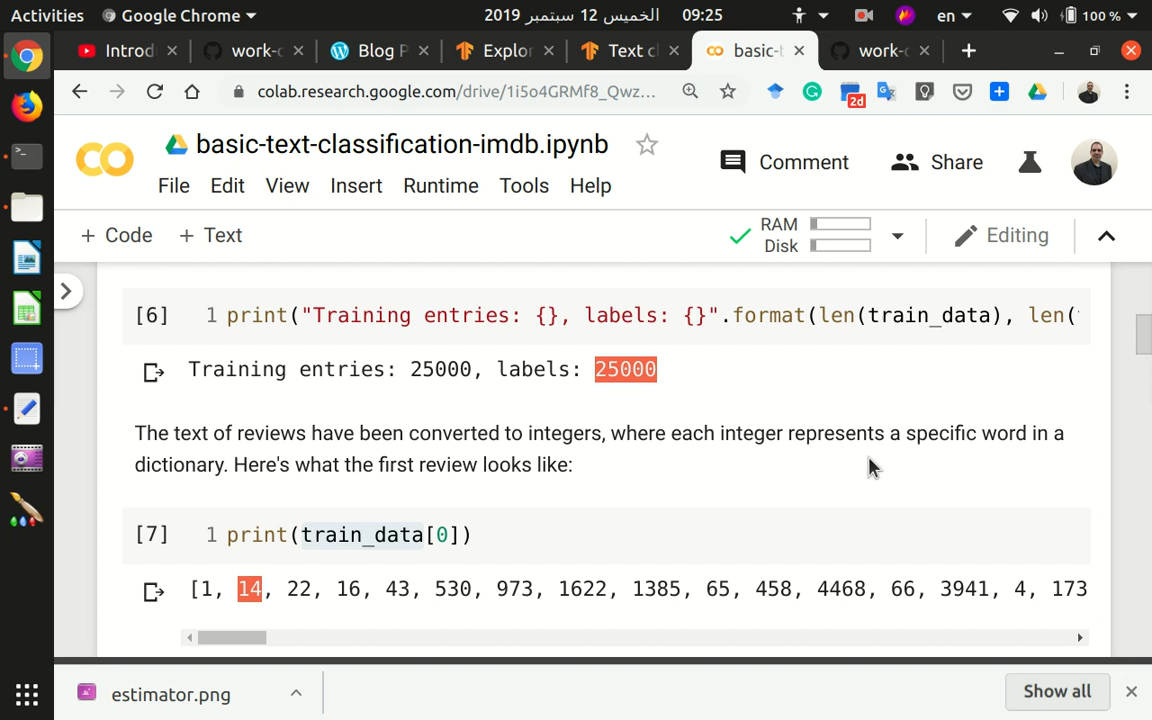 Activities Google Chrome الخميس 12 سبتمبر 2019 09:25 en 100 %
Introd work-c Blog P Explor Text cl basic-t work-c
colab.research.google.com/drive/1i5o4GRMf8_Qwz... 2d
basic-text-classification-imdb.ipynb
Comment Share
File Edit View Insert Runtime Tools Help
+ Code + Text RAM Disk Editing
[6] 1 print("Training entries: {}, labels: {}".format(len(train_data), len(
Training entries: 25000, labels: 25000
The text of reviews have been converted to integers, where each integer represents a specific word in a
dictionary. Here's what the first review looks like:
[7] 1 print(train_data[0])
[1, 14, 22, 16, 43, 530, 973, 1622, 1385, 65, 458, 4468, 66, 3941, 4, 173
estimator.png Show all